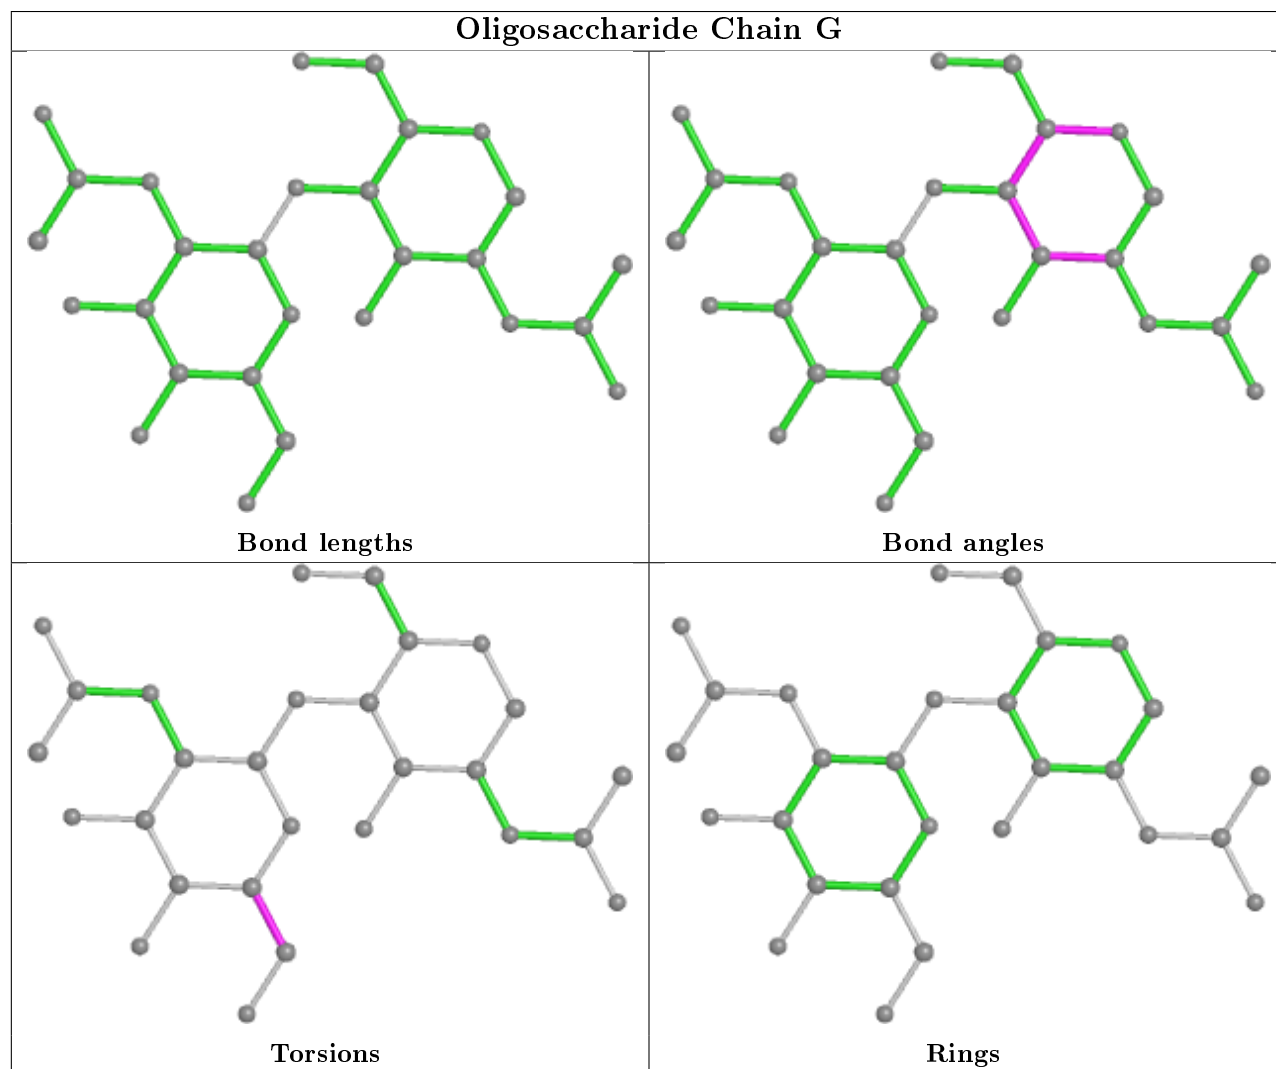 Oligosaccharide Chain G
Bond lengths
Bond angles
Torsions
Rings